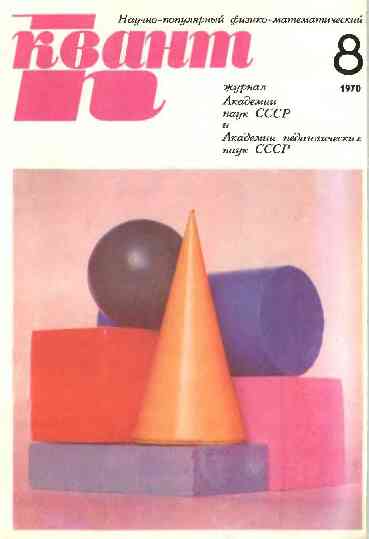 Научно-популярный физико-математический
квант
8
1970
журнал
Академии
наук СССР
и
Академии педагогических
наук СССР